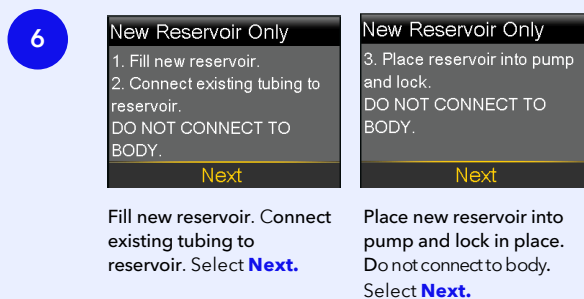 6
New Reservoir Only
1. Fill new reservoir.
2. Connect existing tubing to
reservoir.
DO NOT CONNECT TO
BODY.
Next
Fill new reservoir. Connect
existing tubing to
reservoir. Select Next.
New Reservoir Only
3. Place reservoir into pump
and lock.
DO NOT CONNECT TO
BODY.
Next
Place new reservoir into
pump and lock in place.
Do not connect to body.
Select Next.